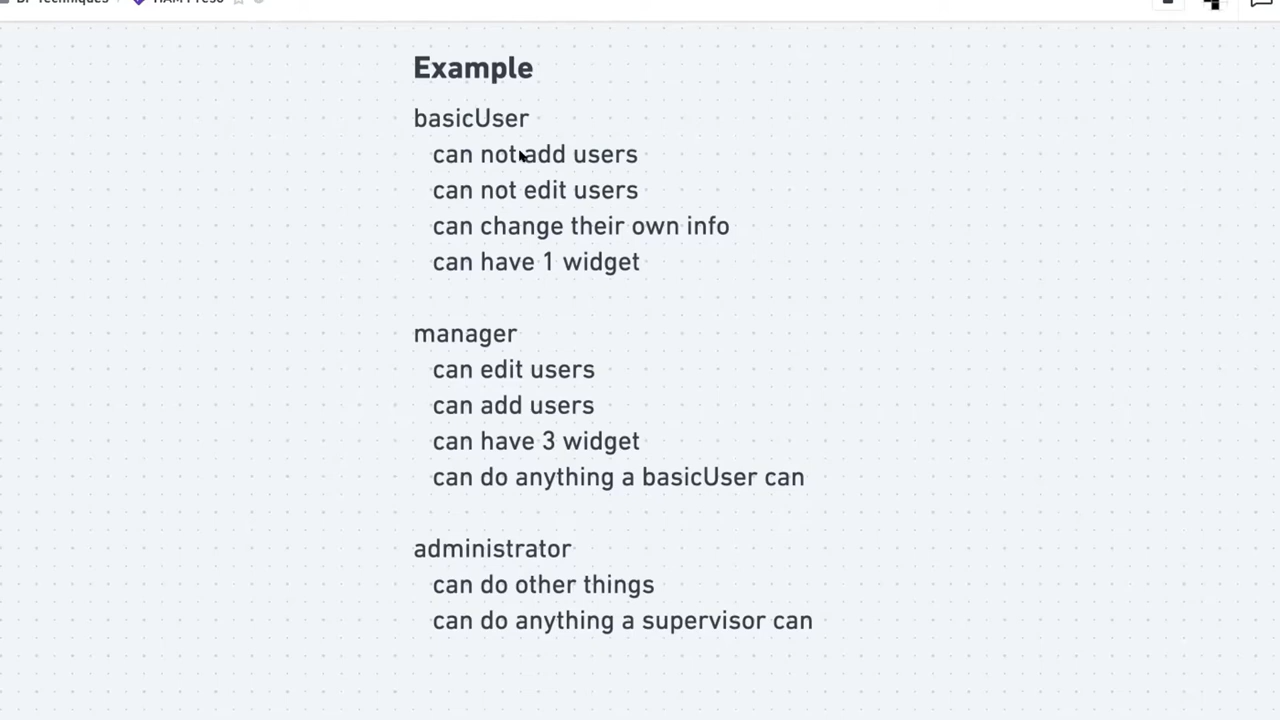 Example
basicUser
can not add users
can not edit users
can change their own info
can have 1 widget
manager
can edit users
can add users
can have 3 widget
can do anything a basicUser can
administrator
can do other things
can do anything a supervisor can